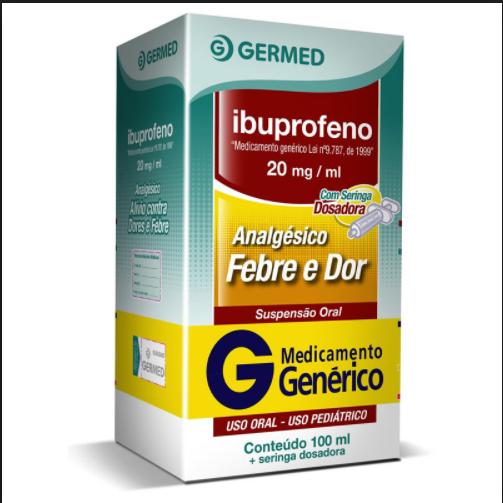 GERMED
GERMED
ibuprofeno
"Medicamento genérico Lei nº9.787, de 1999"
20 mg / ml
Com Seringa
Dosadora
Analgésico
Febre e Dor
Suspensão Oral
G Medicamento
Genérico
USO ORAL - USO PEDIÁTRICO
Conteúdo 100 ml
+ seringa dosadora
ibuprofeno
20 mg / ml
Analgésico
Alívio contra
Dores e Febre
GERMED